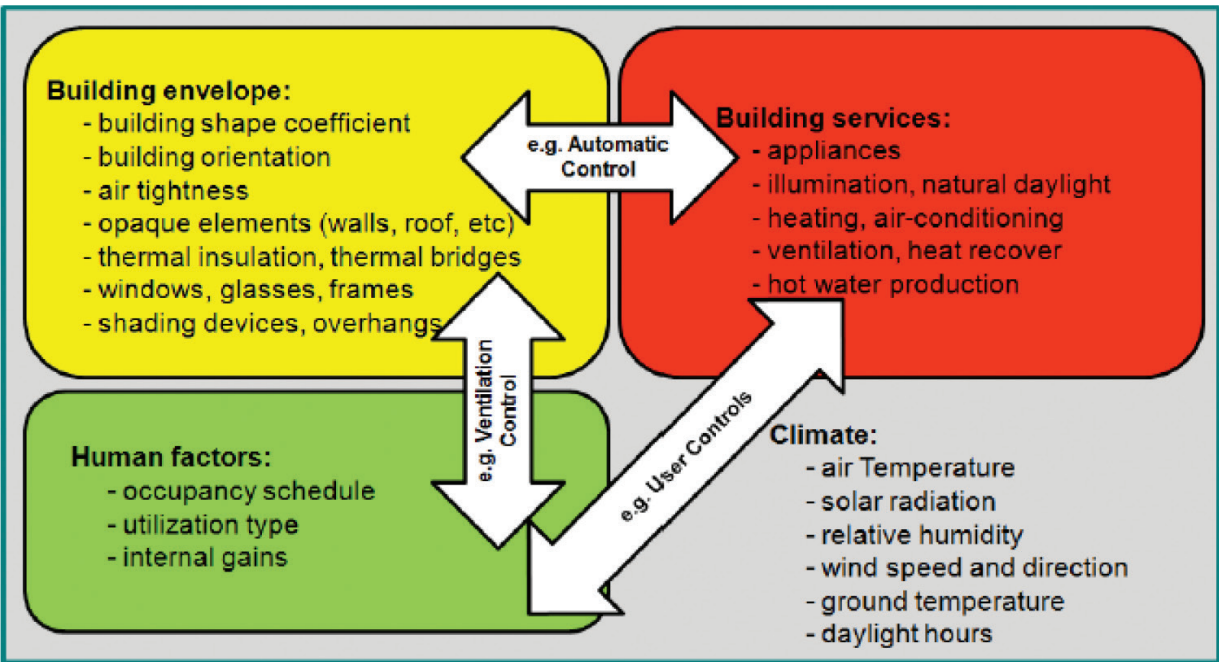 Building envelope:
- building shape coefficient
- building orientation
- air tightness
- opaque elements (walls, roof, etc)
- thermal insulation, thermal bridges
- windows, glasses, frames
- shading devices, overhangs
e.g. Automatic
Control
Building services:
- appliances
- illumination, natural daylight
- heating, air-conditioning
- ventilation, heat recover
- hot water production
e.g. Ventilation
Control
e.g. User Controls
Human factors:
- occupancy schedule
- utilization type
- internal gains
Climate:
- air Temperature
- solar radiation
- relative humidity
- wind speed and direction
- ground temperature
- daylight hours